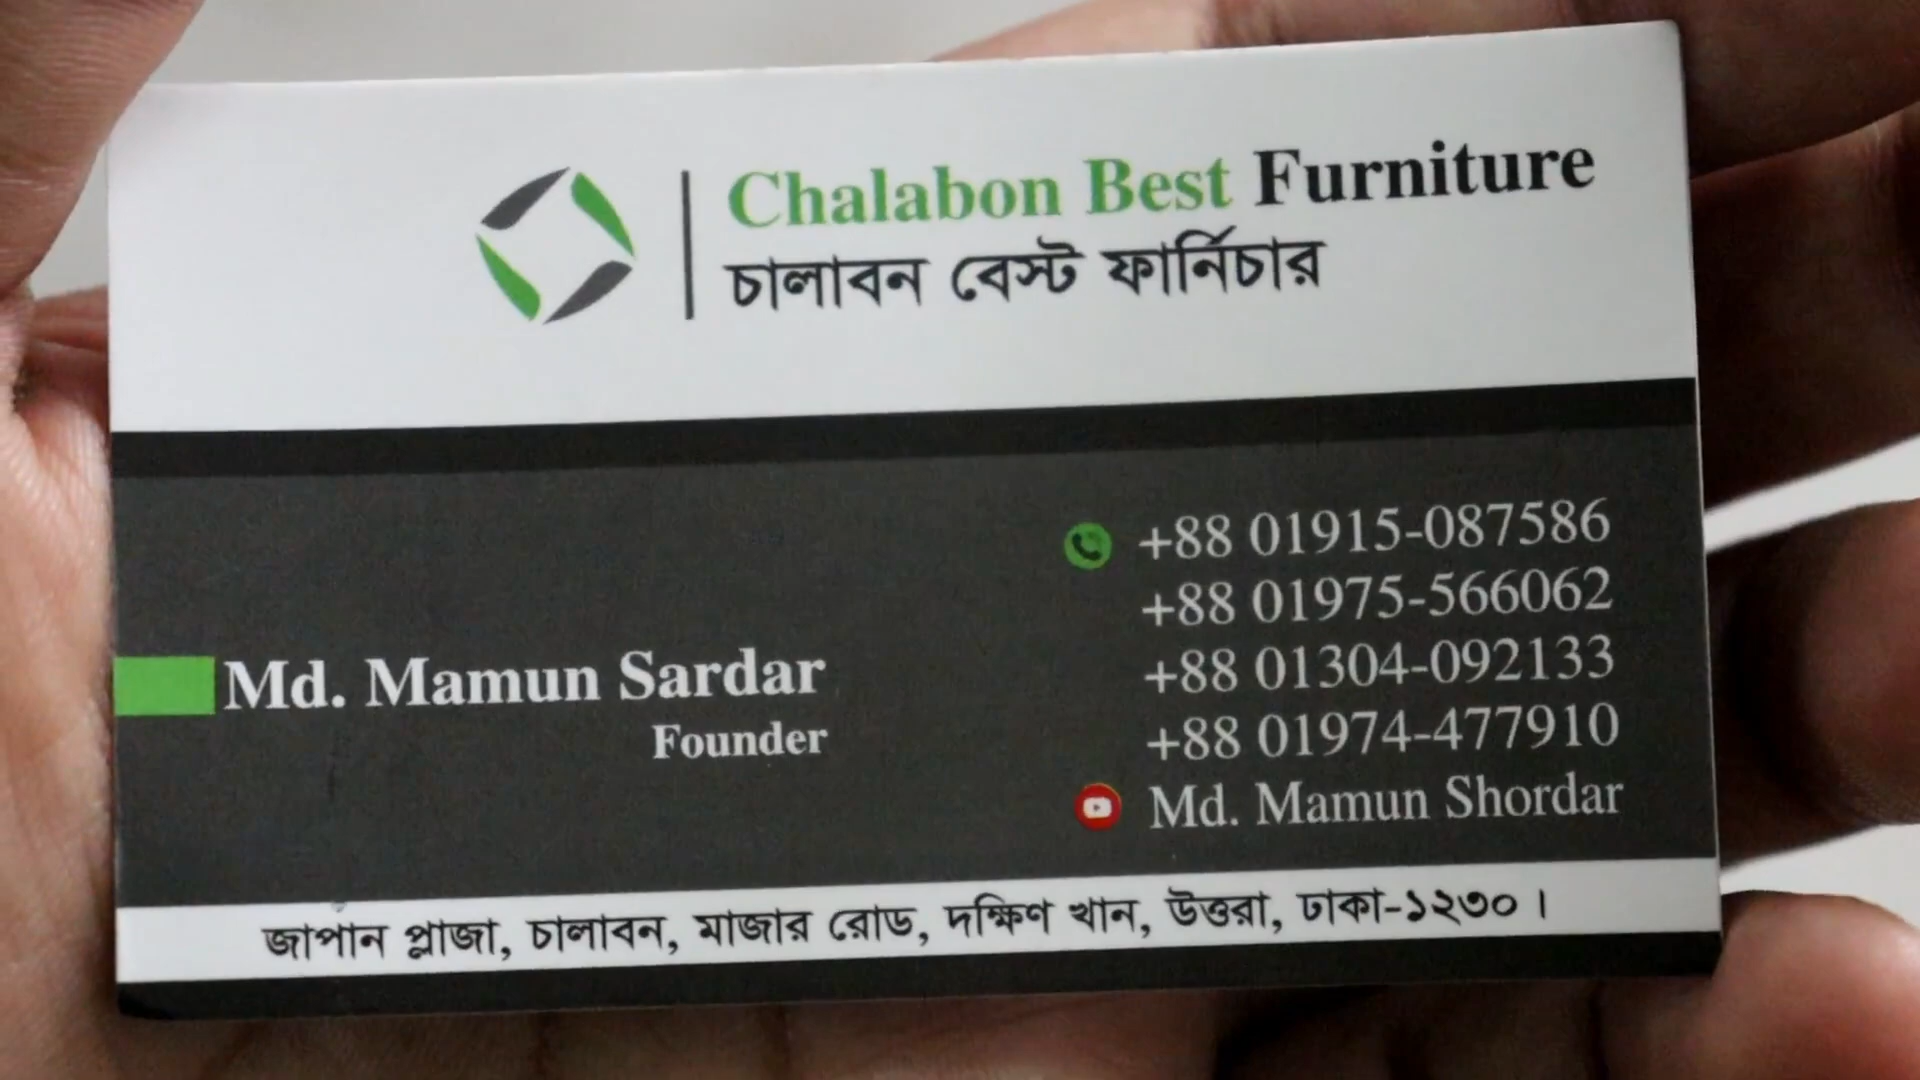 Chalabon Best Furniture
চালাবন বেস্ট ফার্নিচার
Md. Mamun Sardar
Founder
+88 01915-087586
+88 01975-566062
+88 01304-092133
+88 01974-477910
Md. Mamun Shordar
জাপান প্লাজা, চালাবন, মাজার রোড, দক্ষিণ খান, উত্তরা, ঢাকা-১২৩০ ।